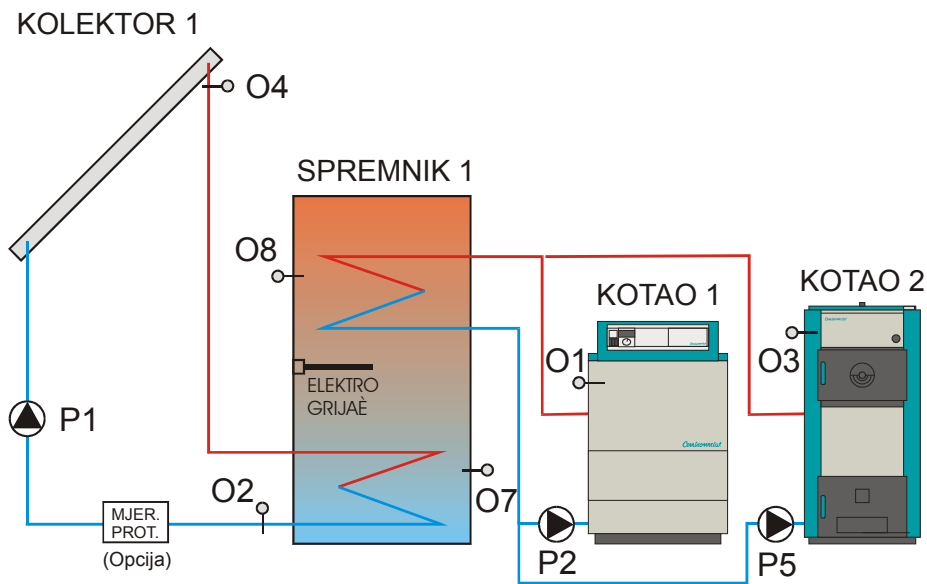 KOLEKTOR 1
O4
SPREMNIK 1
O8
KOTAO 1
KOTAO 2
O1
O3
ELEKTRO
GRIJAÈ
P1
Centrometal
O2
O7
MJER.
PROT.
(Opcija)
P2
P5